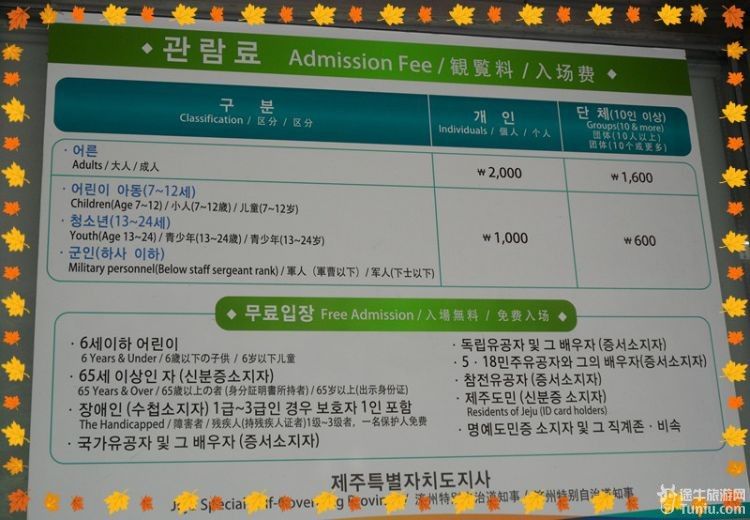 ◆ 관람료 Admission Fee / 観覧料 / 入场费 ◆
구 분
Classification / 区分 / 区分
개 인
Individuals / 個人 / 个人
단 체(10인 이상)
Groups(10 & more)
団体(10人以上)
团体(10个或更多)
· 어른
Adults / 大人 / 成人
₩ 2,000
₩ 1,600
· 어린이 아동(7~12세)
Children(Age 7~12) / 小人(7~12歳) / 儿童(7~12岁)
· 청소년(13~24세)
Youth(Age 13~24) / 青少年(13~24歳) / 青少年(13~24岁)
· 군인(하사 이하)
Military personnel(Below staff sergeant rank) / 軍人（軍曹以下）/ 军人(下士以下)
₩ 1,000
₩ 600
◆ 무료입장 Free Admission / 入場無料 / 免费入场 ◆
· 6세이하 어린이
6 Years & Under / 6歳以下の子供 / 6岁以下儿童
· 65세 이상인 자 (신분증소지자)
65 Years & Over / 65歳以上の者 (身分証明書所持者) / 65岁以上(出示身份证)
· 장애인 (수첩소지자) 1급~3급인 경우 보호자 1인 포함
The Handicapped / 障害者 / 残疾人(持残疾人证者)1级~3级者，一名保护人免费
· 국가유공자 및 그 배우자 (증서소지자)
· 독립유공자 및 그 배우자 (증서소지자)
· 5 · 18민주유공자와 그의 배우자(증서소지자)
· 참전유공자 (증서소지자)
· 제주도민 (신분증 소지자)
Residents of Jeju (ID card holders)
· 명예도민증 소지자 및 그 직계존 · 비속
제주특별자치도지사
Jeju Special Self-Governing Province / 济州特別自治道知事 / 济州特别自治道知事
途牛旅游网
Tuniu.com